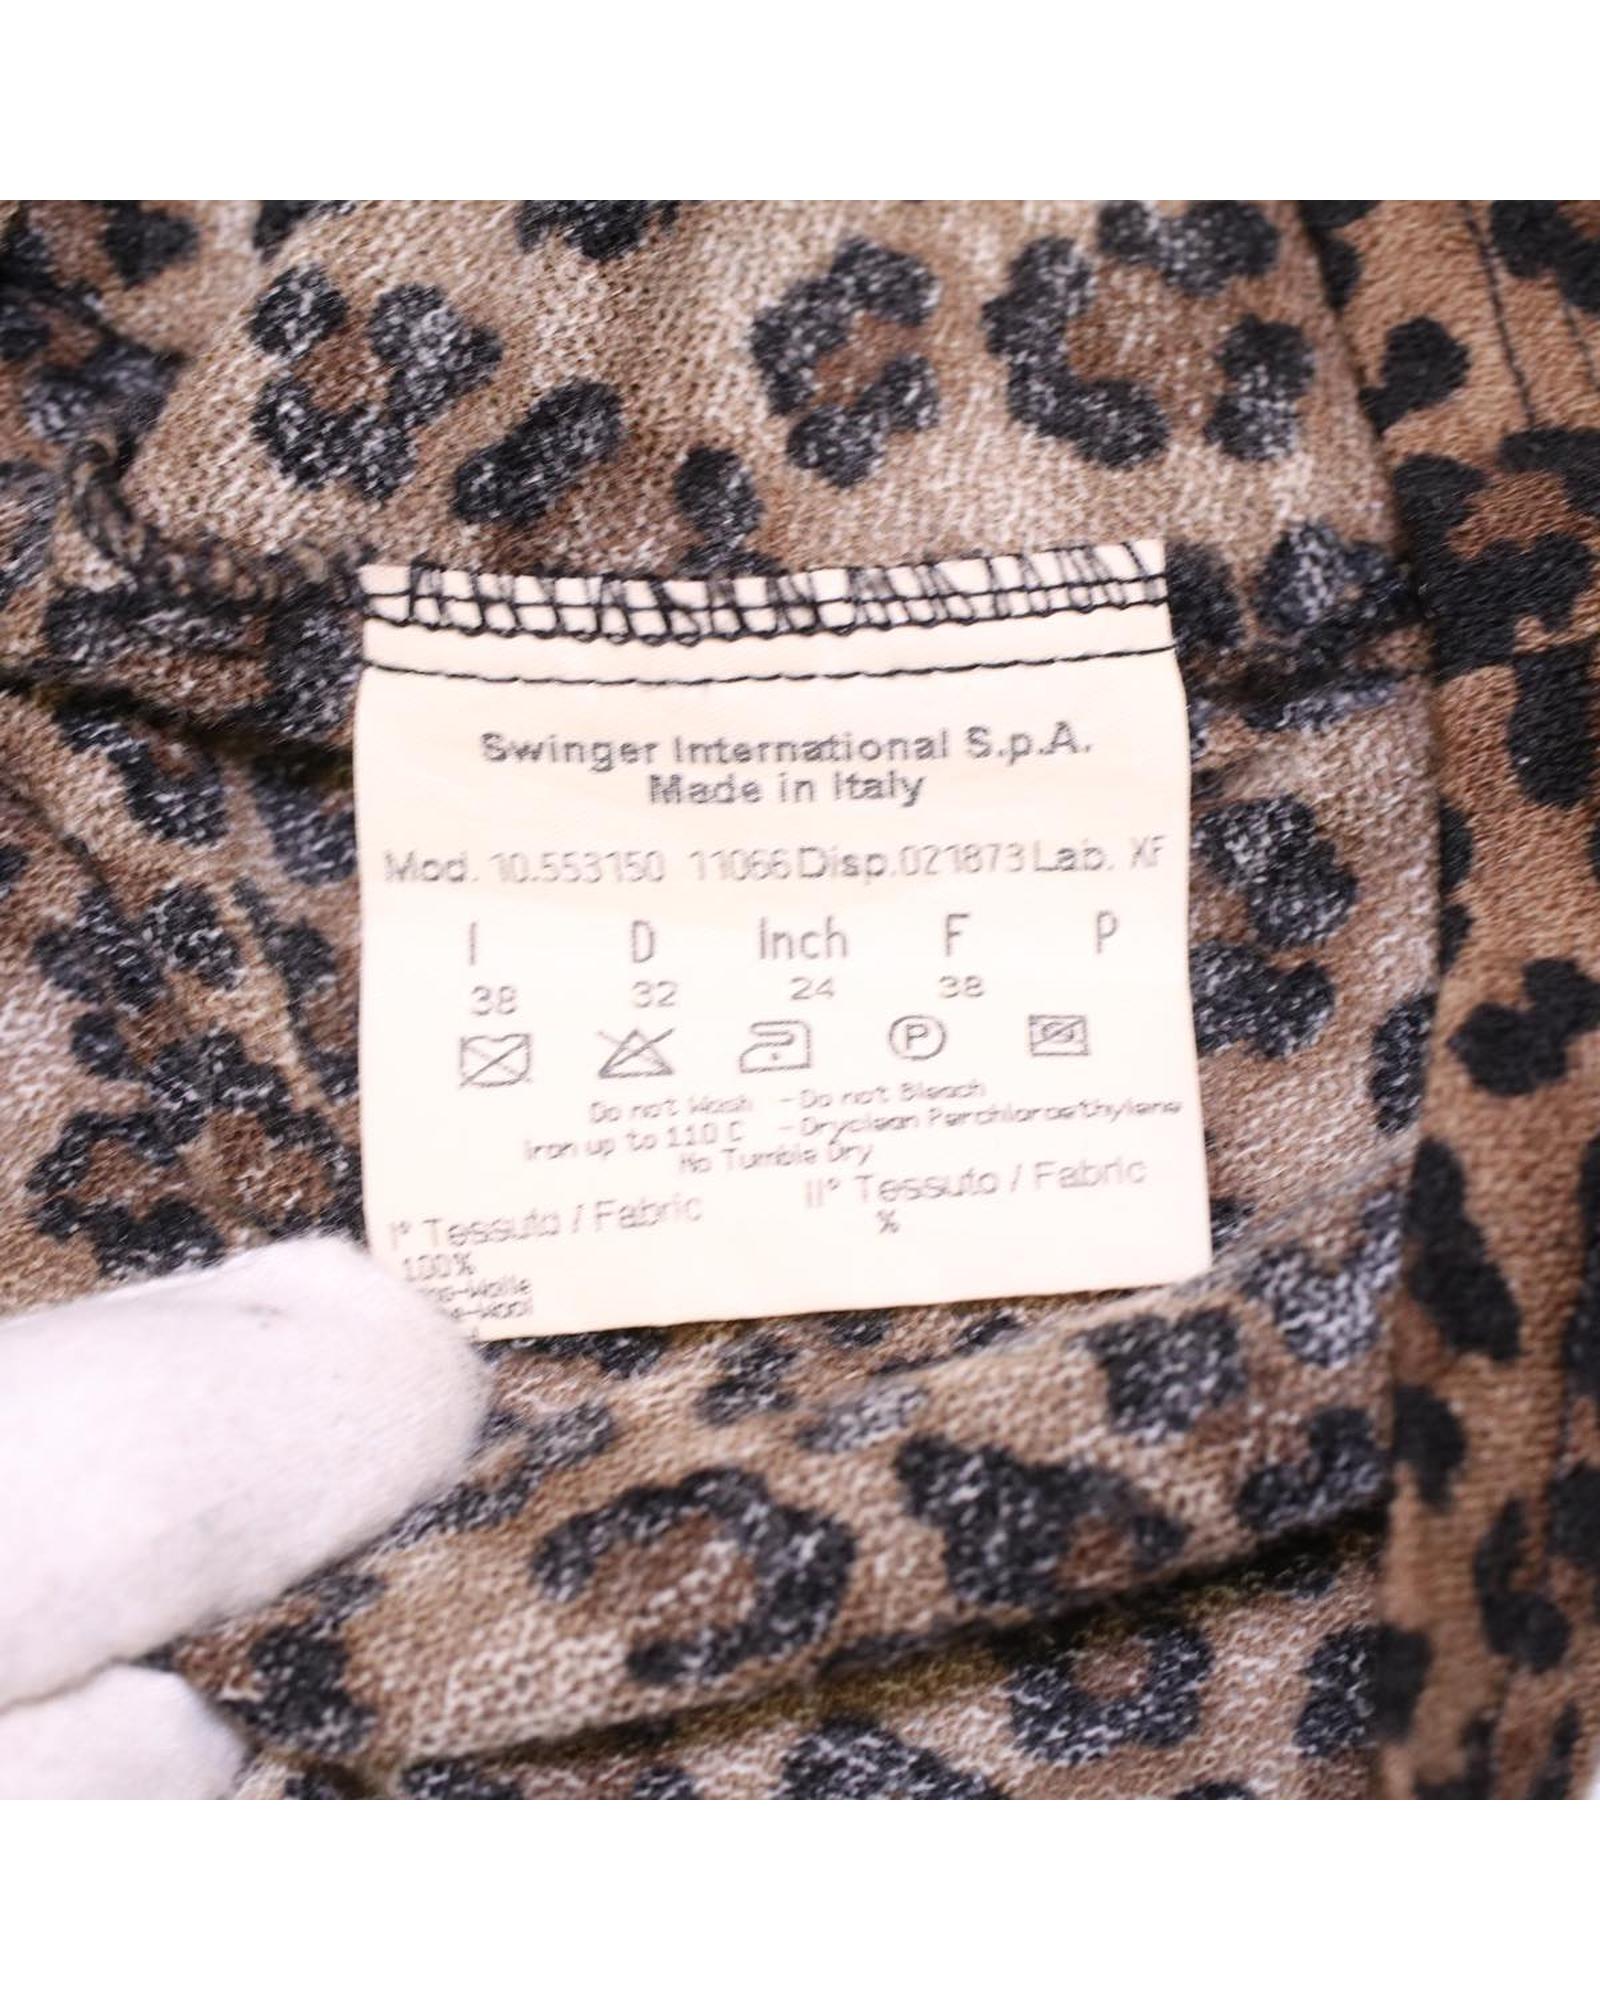 Swinger International S.p.A.
Made in Italy
Mod. 10.553150 11066 Disp.021873 Lab. XF
I D Inch F P
38 32 24 38
P
Do not Wash - Do not Bleach
Iron up to 110 C - Dryclean Perchloroethylene
No Tumble Dry
I° Tessuto / Fabric II° Tessuto / Fabric
100% %